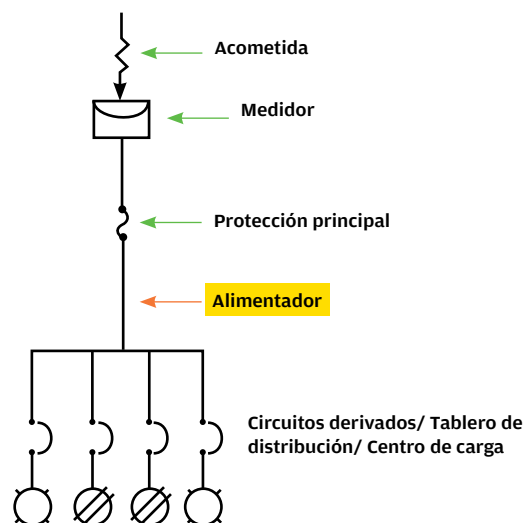 Acometida
Medidor
Protección principal
Alimentador
Circuitos derivados/ Tablero de
distribución/ Centro de carga